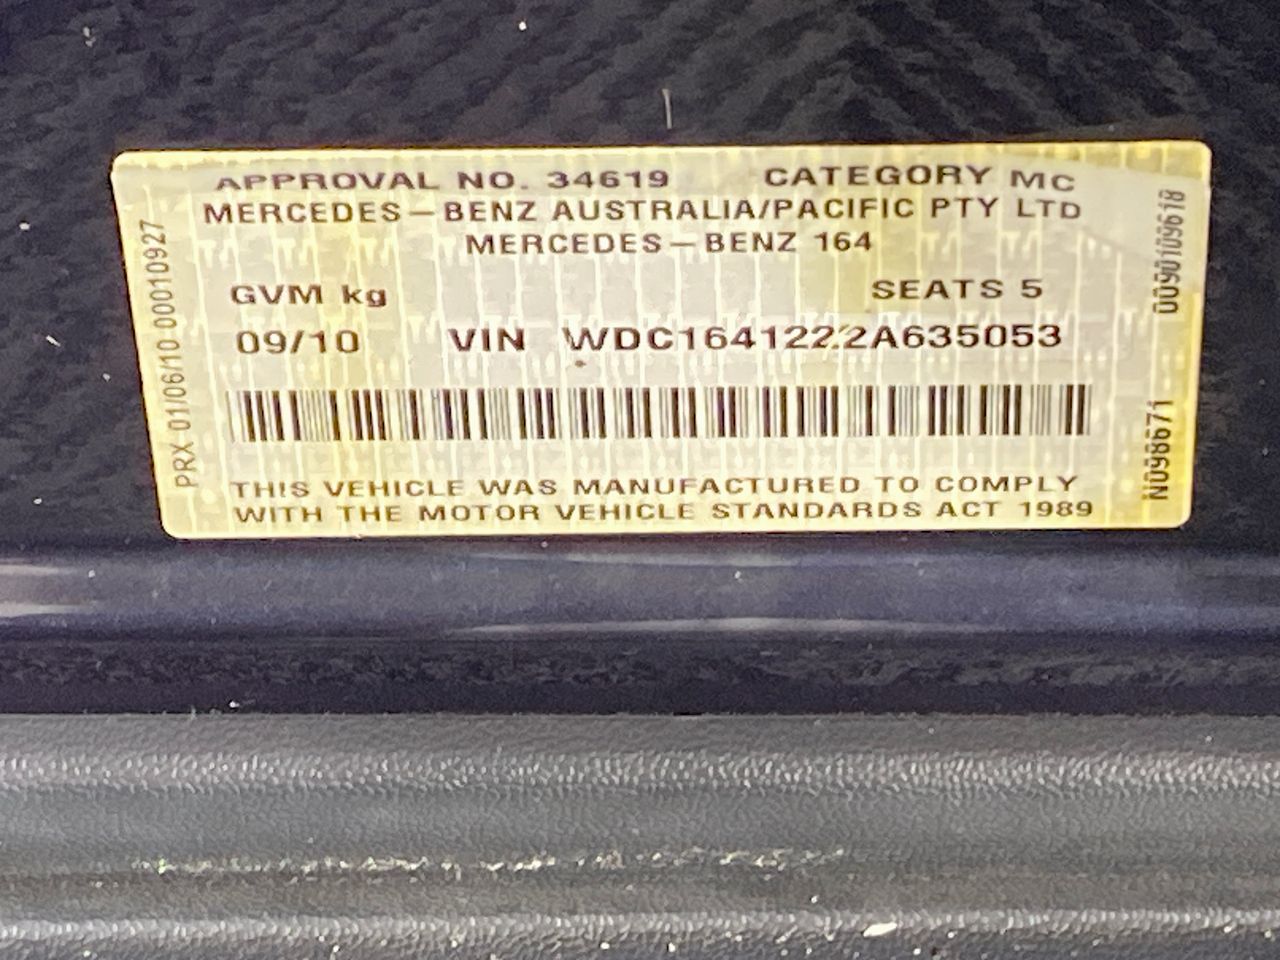 APPROVAL NO. 34619 CATEGORY MC
MERCEDES-BENZ AUSTRALIA/PACIFIC PTY LTD
MERCEDES-BENZ 164
GVM kg SEATS 5
09/10 VIN WDC1641222A635053
THIS VEHICLE WAS MANUFACTURED TO COMPLY
WITH THE MOTOR VEHICLE STANDARDS ACT 1989
PRX 01/06/10 00010927
N098671 0090109618